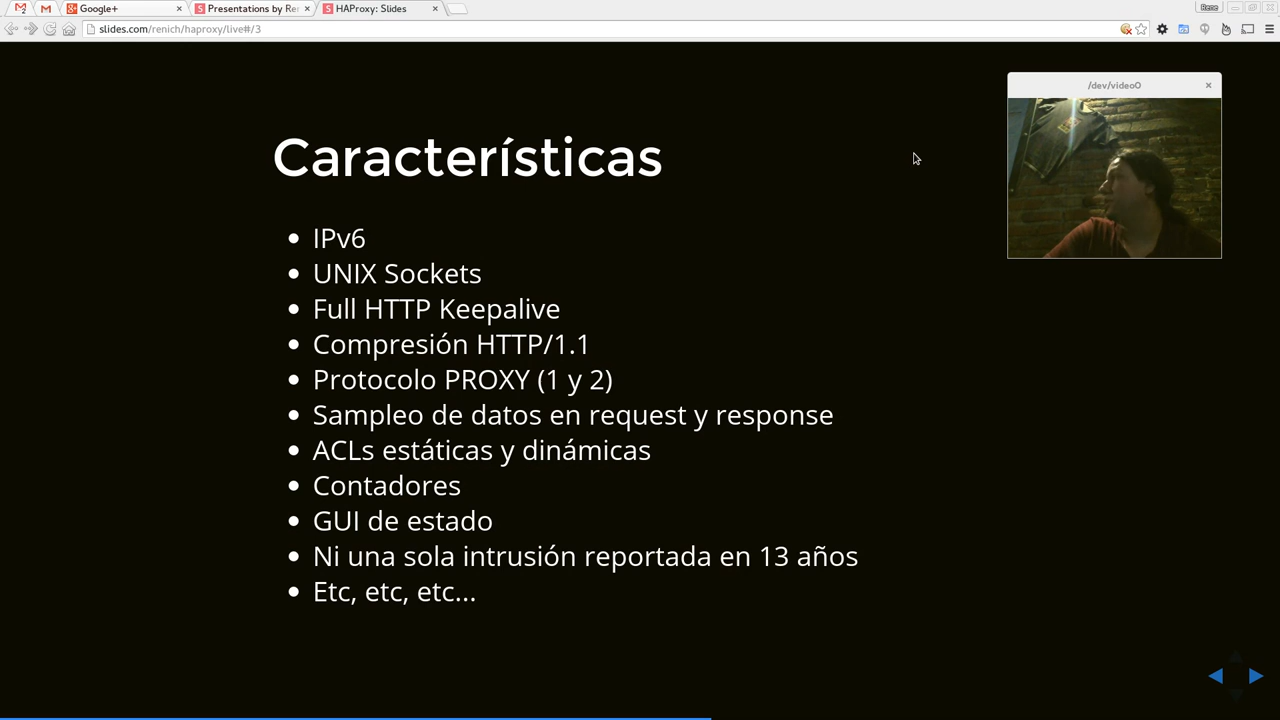 Google+
Presentations by Re
HAProxy: Slides
Rene
slides.com/renich/haproxy/live#/3
/dev/video0
Características
IPv6
UNIX Sockets
Full HTTP Keepalive
Compresión HTTP/1.1
Protocolo PROXY (1 y 2)
Sampleo de datos en request y response
ACLs estáticas y dinámicas
Contadores
GUI de estado
Ni una sola intrusión reportada en 13 años
Etc, etc, etc...